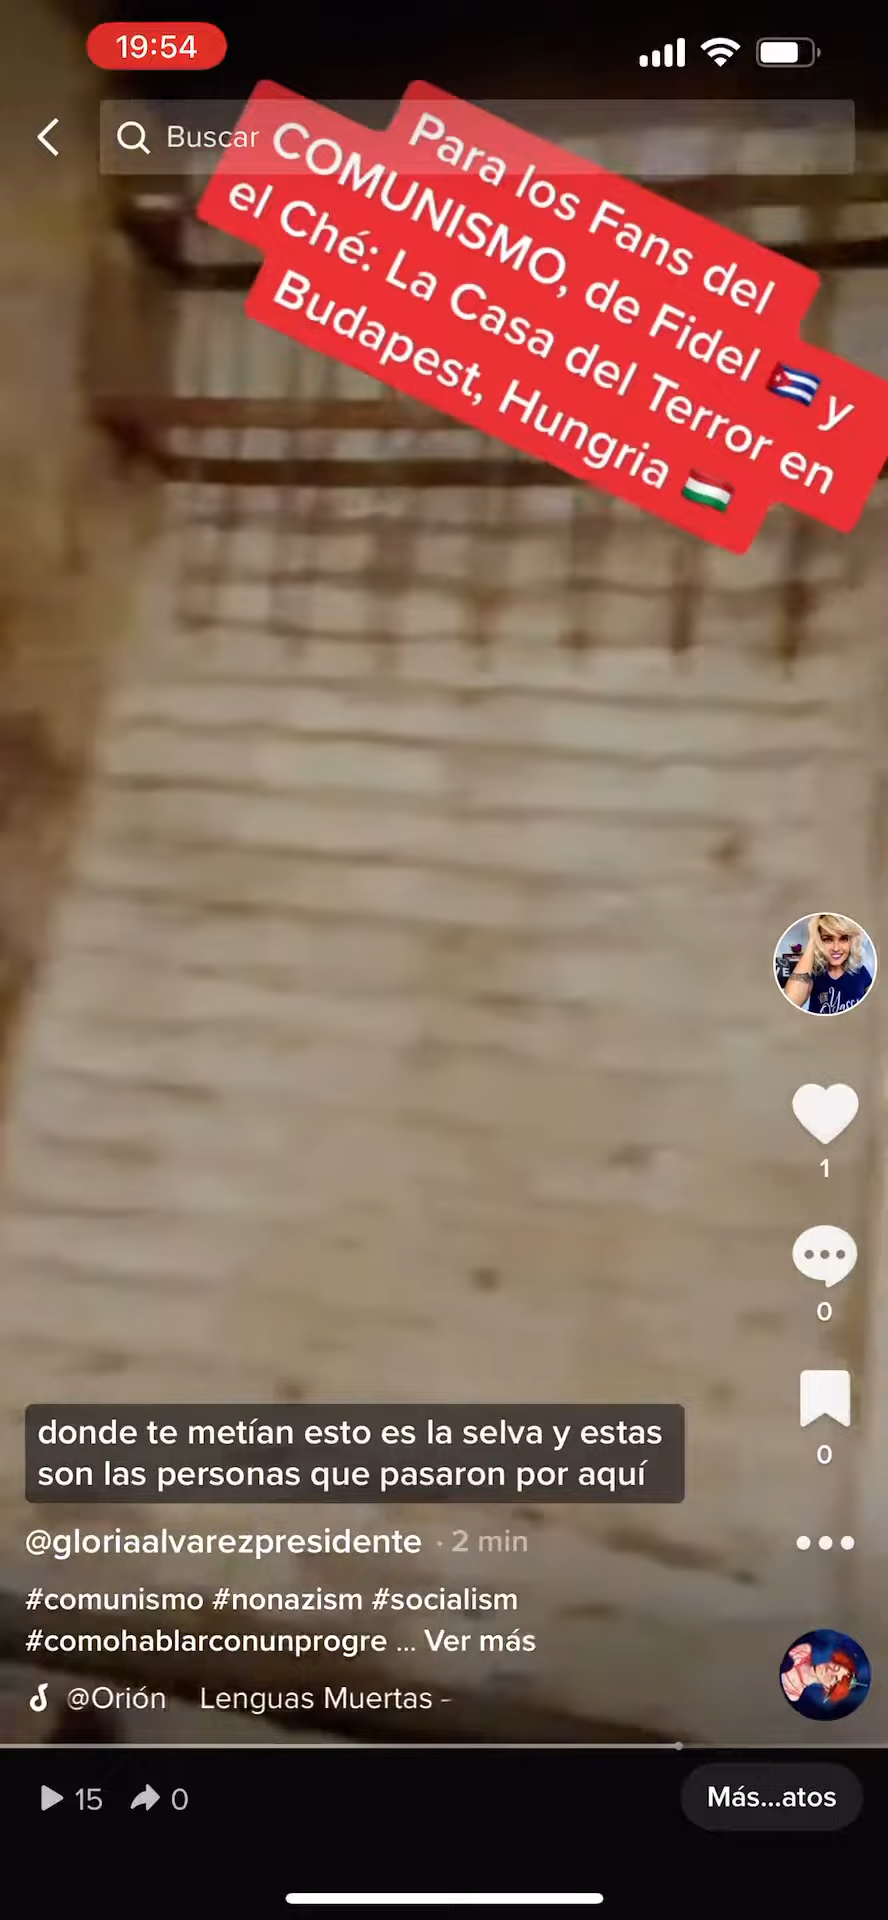 19:54
Buscar
Para los Fans del
COMUNISMO, de Fidel 🇨🇺 y
el Ché: La Casa del Terror en
Budapest, Hungria 🇭🇺
1
0
0
donde te metían esto es la selva y estas
son las personas que pasaron por aquí
@gloriaalvarezpresidente · 2 min
#comunismo #nonazism #socialism
#comohablarconunprogre ... Ver más
@Orión Lenguas Muertas -
15 0
Más...atos